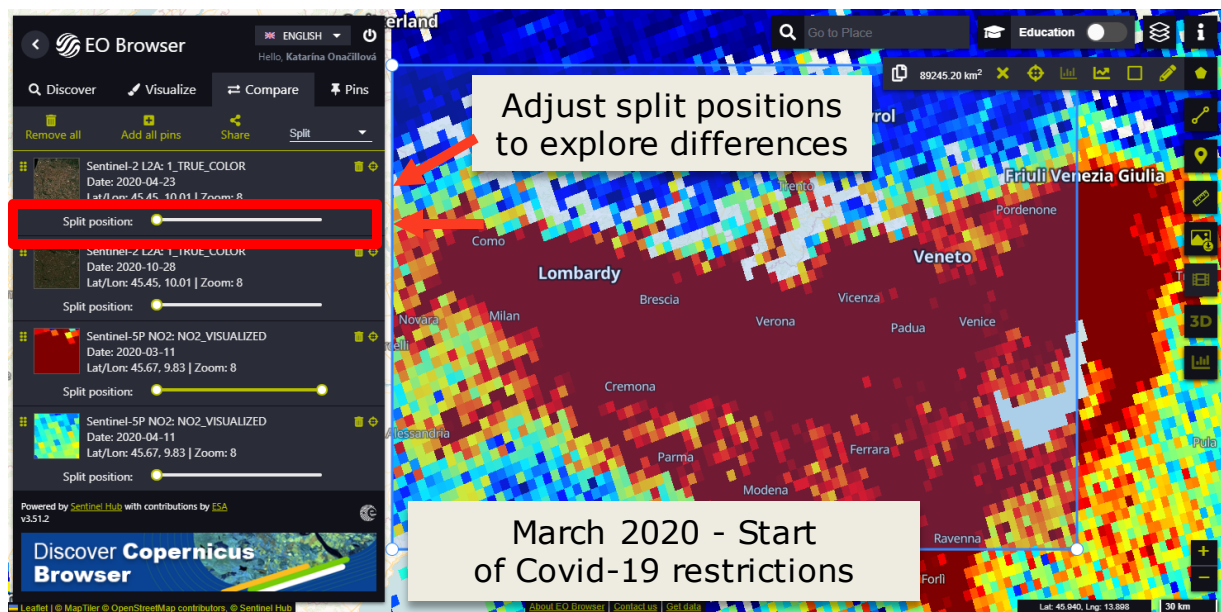 EO Browser
ENGLISH
Hello, Katarína Onačillová
Discover
Visualize
Compare
Pins
Remove all
Add all pins
Share
Split
Sentinel-2 L2A: 1_TRUE_COLOR
Date: 2020-04-23
Lat/Lon: 45.45, 10.01 | Zoom: 8
Split position:
Sentinel-2 L2A: 1_TRUE_COLOR
Date: 2020-10-28
Lat/Lon: 45.45, 10.01 | Zoom: 8
Split position:
Sentinel-5P NO2: NO2_VISUALIZED
Date: 2020-03-11
Lat/Lon: 45.67, 9.83 | Zoom: 8
Split position:
Sentinel-5P NO2: NO2_VISUALIZED
Date: 2020-04-11
Lat/Lon: 45.67, 9.83 | Zoom: 8
Split position:
Powered by Sentinel Hub with contributions by ESA
v3.51.2
Discover Copernicus
Browser
Leaflet | © MapTiler © OpenStreetMap contributors, © Sentinel Hub
erland
Go to Place
Education
89245.20 km²
Adjust split positions
to explore differences
yrol
Friuli Venezia Giulia
Trento
Pordenone
Como
Veneto
Lombardy
Brescia
Vicenza
Novara
Milan
Verona
Padua
Venice
3D
elli
Cremona
Alessandria
Parma
Ferrara
Pula
Modena
March 2020 - Start
of Covid-19 restrictions
Ravenna
Forlì
+
−
About EO Browser | Contact us | Get data
Lat: 45.940, Lng: 13.898
30 km